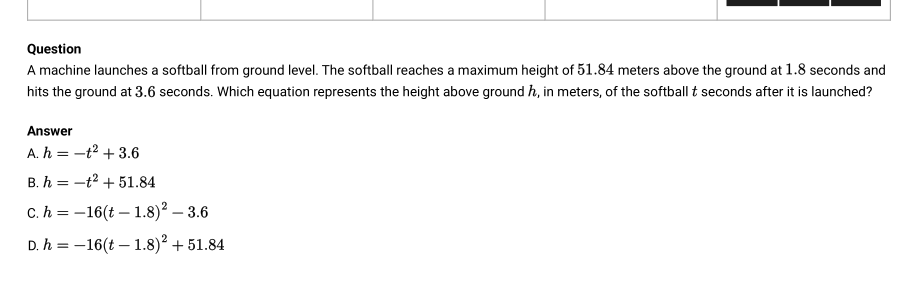 Question
A machine launches a softball from ground level. The softball reaches a maximum height of 51.84 meters above the ground at 1.8 seconds and
hits the ground at 3.6 seconds. Which equation represents the height above ground h, in meters, of the softball t seconds after it is launched?
Answer
A. h = −t² + 3.6
B. h = −t² + 51.84
C. h = −16(t − 1.8)² − 3.6
D. h = −16(t − 1.8)² + 51.84